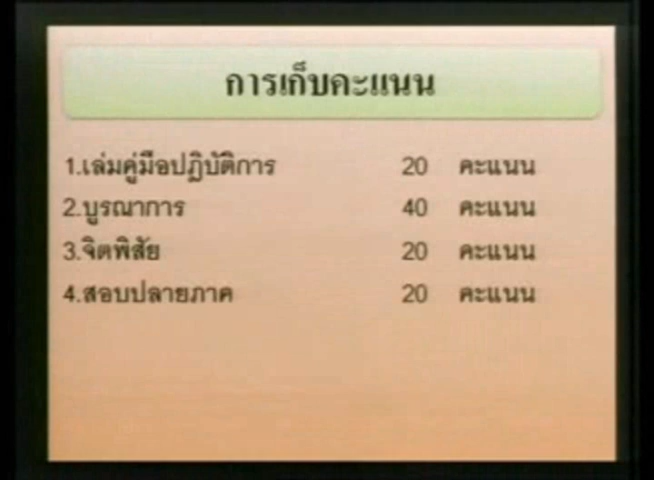 การเก็บคะแนน
1.เล่มคู่มือปฏิบัติการ 20 คะแนน
2.บูรณาการ 40 คะแนน
3.จิตพิสัย 20 คะแนน
4.สอบปลายภาค 20 คะแนน